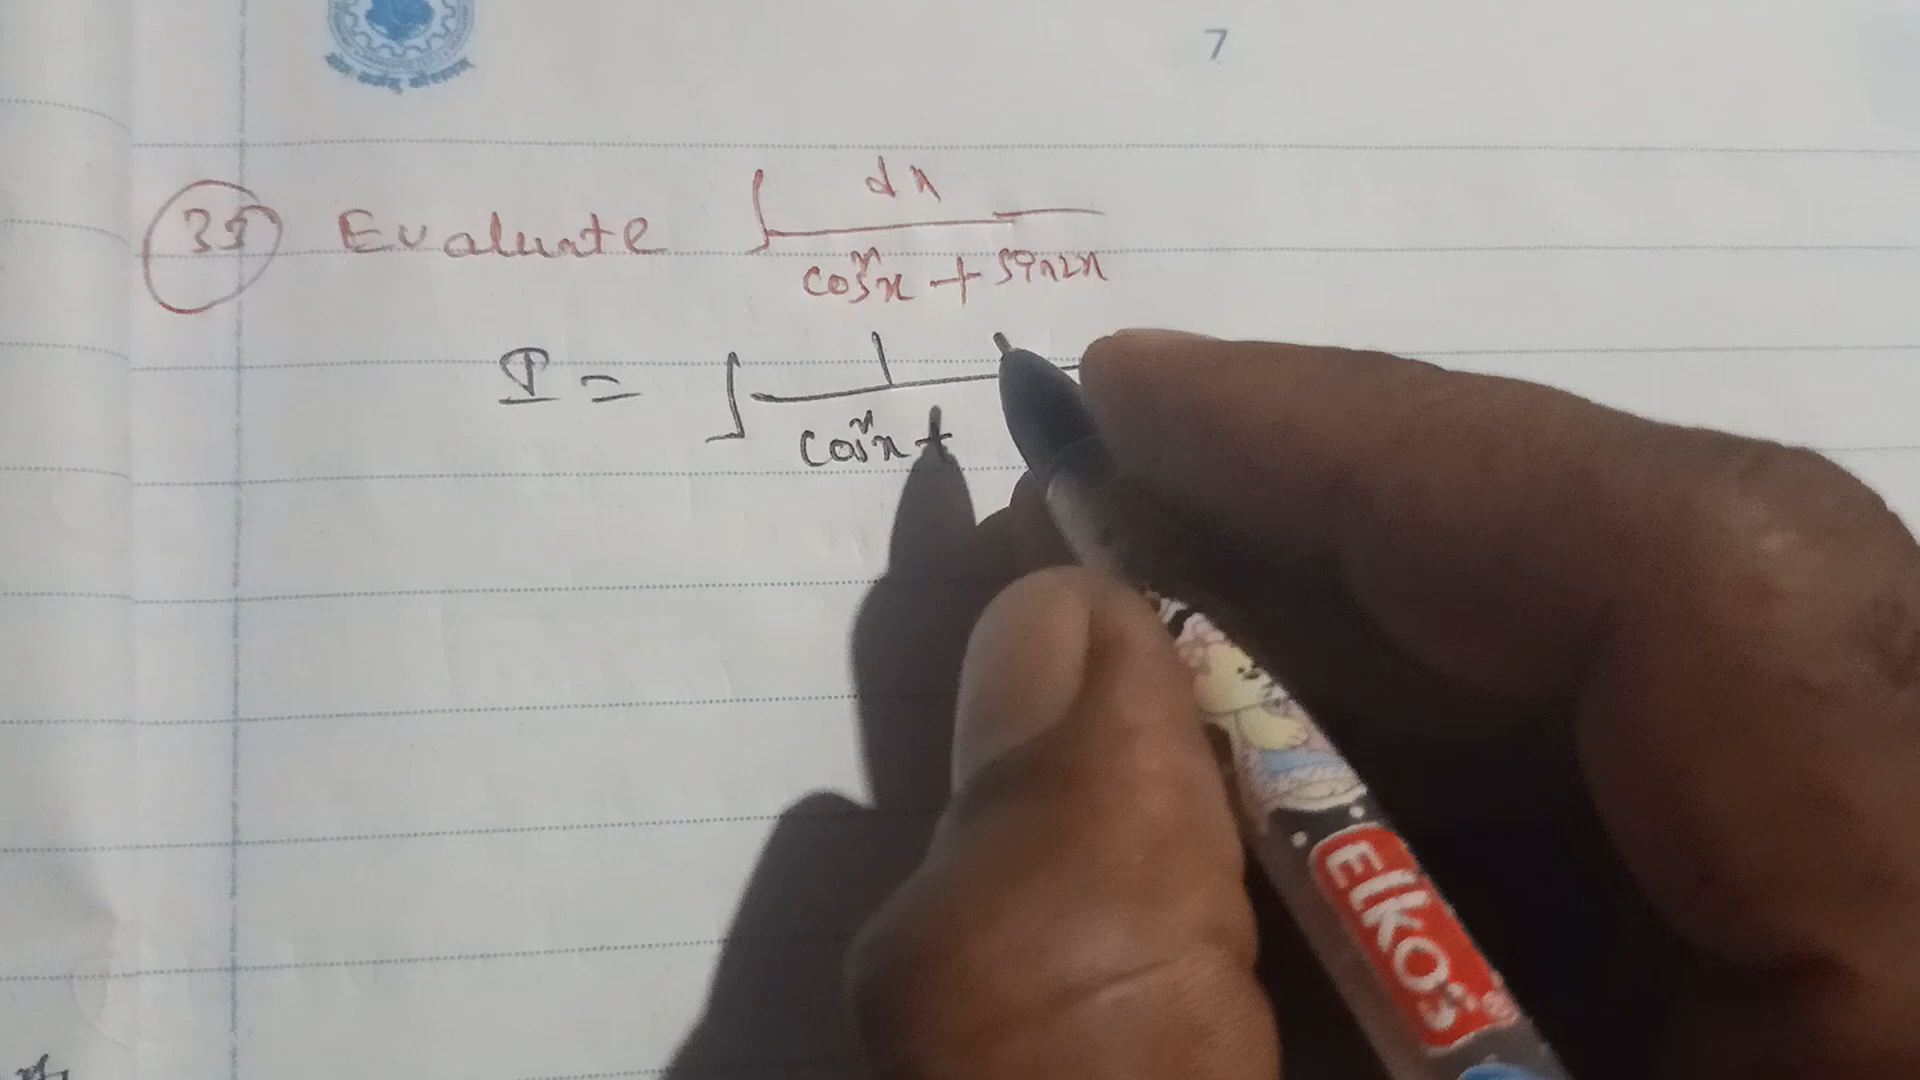 7
35 Evaluate ∫ dx / cos²x + sin2x
I = ∫ 1 / cos²x +
Elkos®